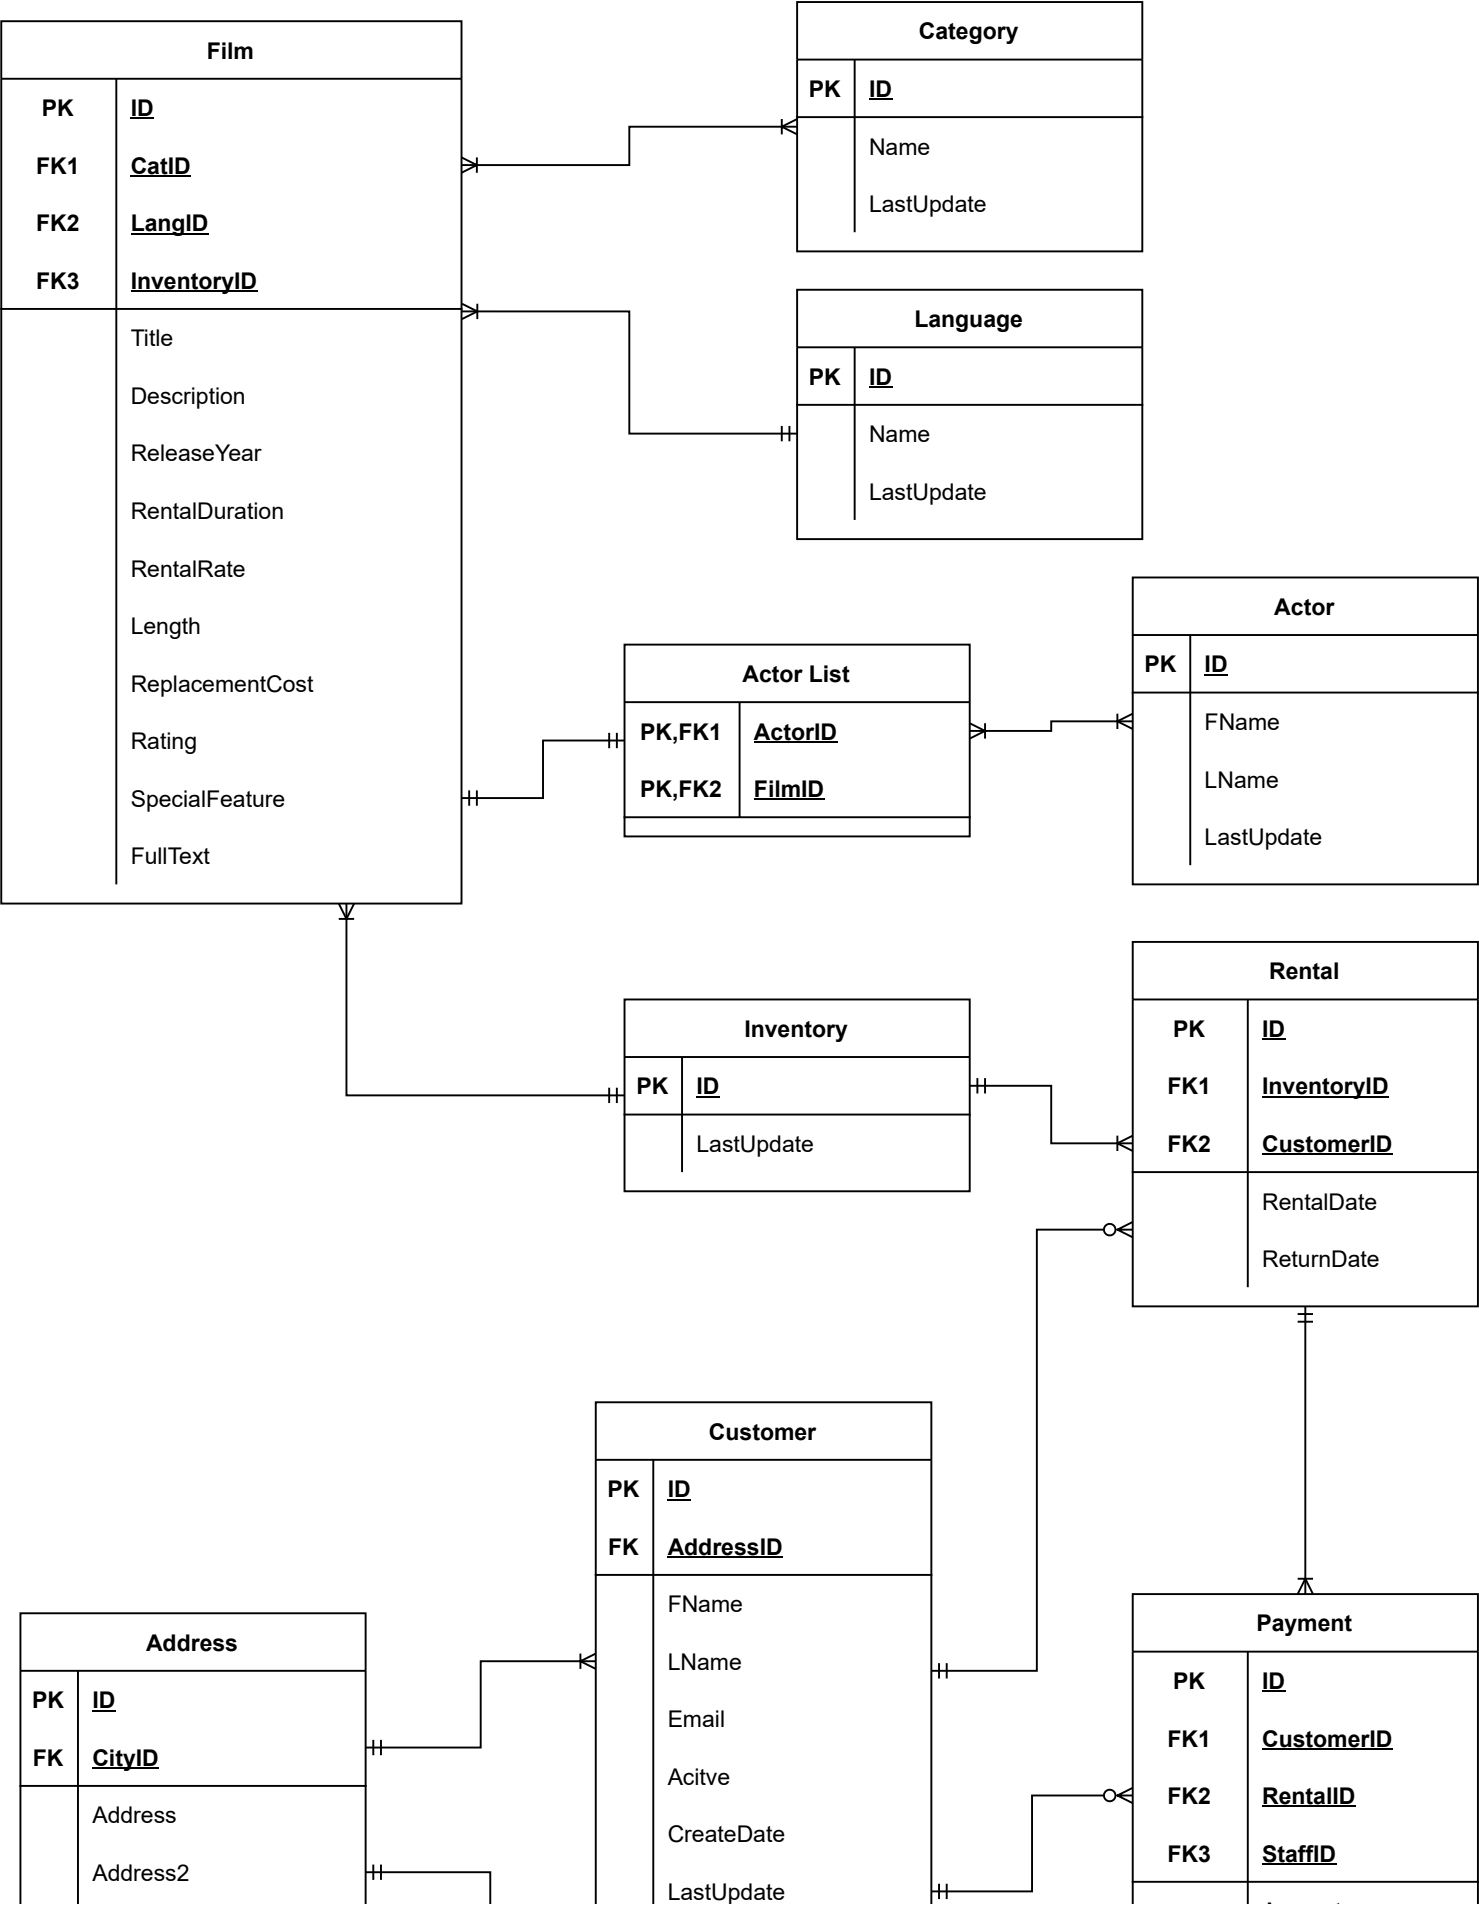 Film
PK ID
FK1 CatID
FK2 LangID
FK3 InventoryID
Title
Description
ReleaseYear
RentalDuration
RentalRate
Length
ReplacementCost
Rating
SpecialFeature
FullText
Category
PK ID
Name
LastUpdate
Language
PK ID
Name
LastUpdate
Actor List
PK,FK1 ActorID
PK,FK2 FilmID
Actor
PK ID
FName
LName
LastUpdate
Inventory
PK ID
LastUpdate
Rental
PK ID
FK1 InventoryID
FK2 CustomerID
RentalDate
ReturnDate
Customer
PK ID
FK AddressID
FName
LName
Email
Acitve
CreateDate
LastUpdate
Address
PK ID
FK CityID
Address
Address2
Payment
PK ID
FK1 CustomerID
FK2 RentalID
FK3 StaffID